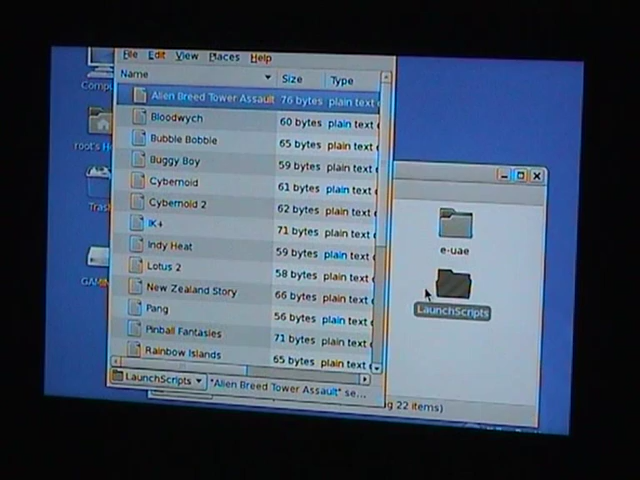 File Edit View Places Help
Name Size Type
Alien Breed Tower Assault 76 bytes plain text
Bloodwych 60 bytes plain text
Bubble Bobble 65 bytes plain text
Buggy Boy 59 bytes plain text
Cybernoid 61 bytes plain text
Cybernoid 2 62 bytes plain text
IK+ 71 bytes plain text
Indy Heat 59 bytes plain text
Lotus 2 58 bytes plain text
New Zealand Story 66 bytes plain text
Pang 56 bytes plain text
Pinball Fantasies 71 bytes plain text
Rainbow Islands 65 bytes plain text
LaunchScripts "Alien Breed Tower Assault" se...
Compu
root's H
Tras
GAMIN
e-uae
LaunchScripts
g 22 items)